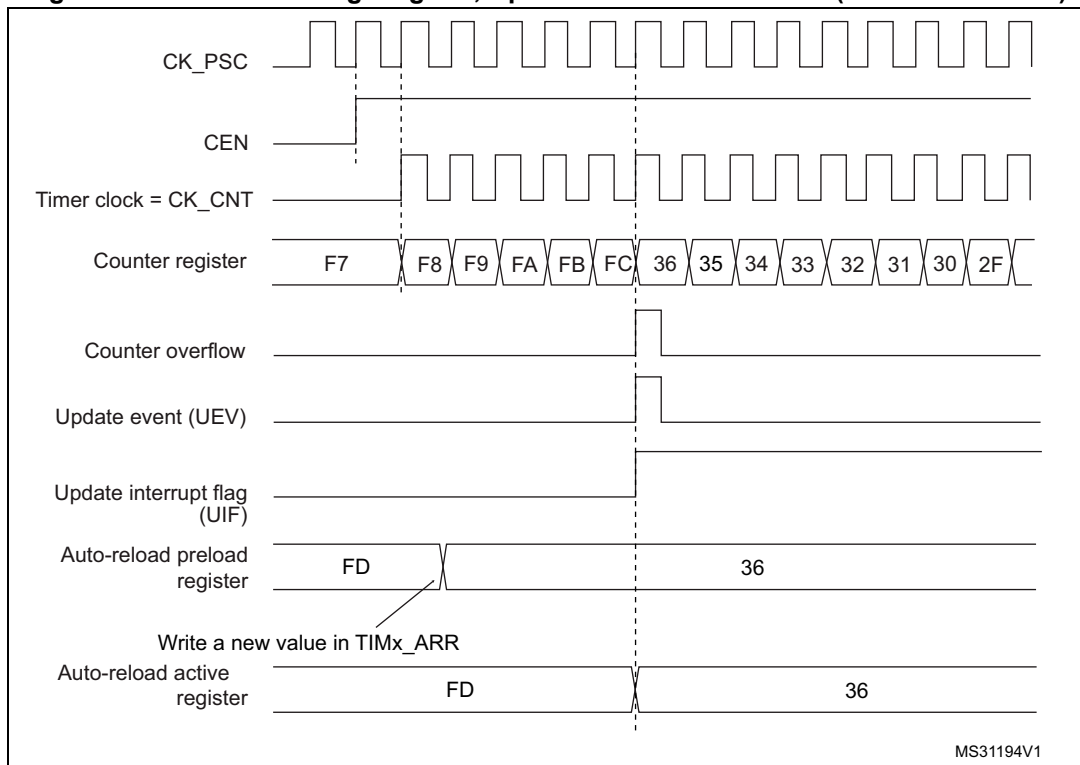 CK_PSC
CEN
Timer clock = CK_CNT
Counter register F7 F8 F9 FA FB FC 36 35 34 33 32 31 30 2F
Counter overflow
Update event (UEV)
Update interrupt flag
(UIF)
Auto-reload preload
register FD 36
Write a new value in TIMx_ARR
Auto-reload active
register FD 36
MS31194V1